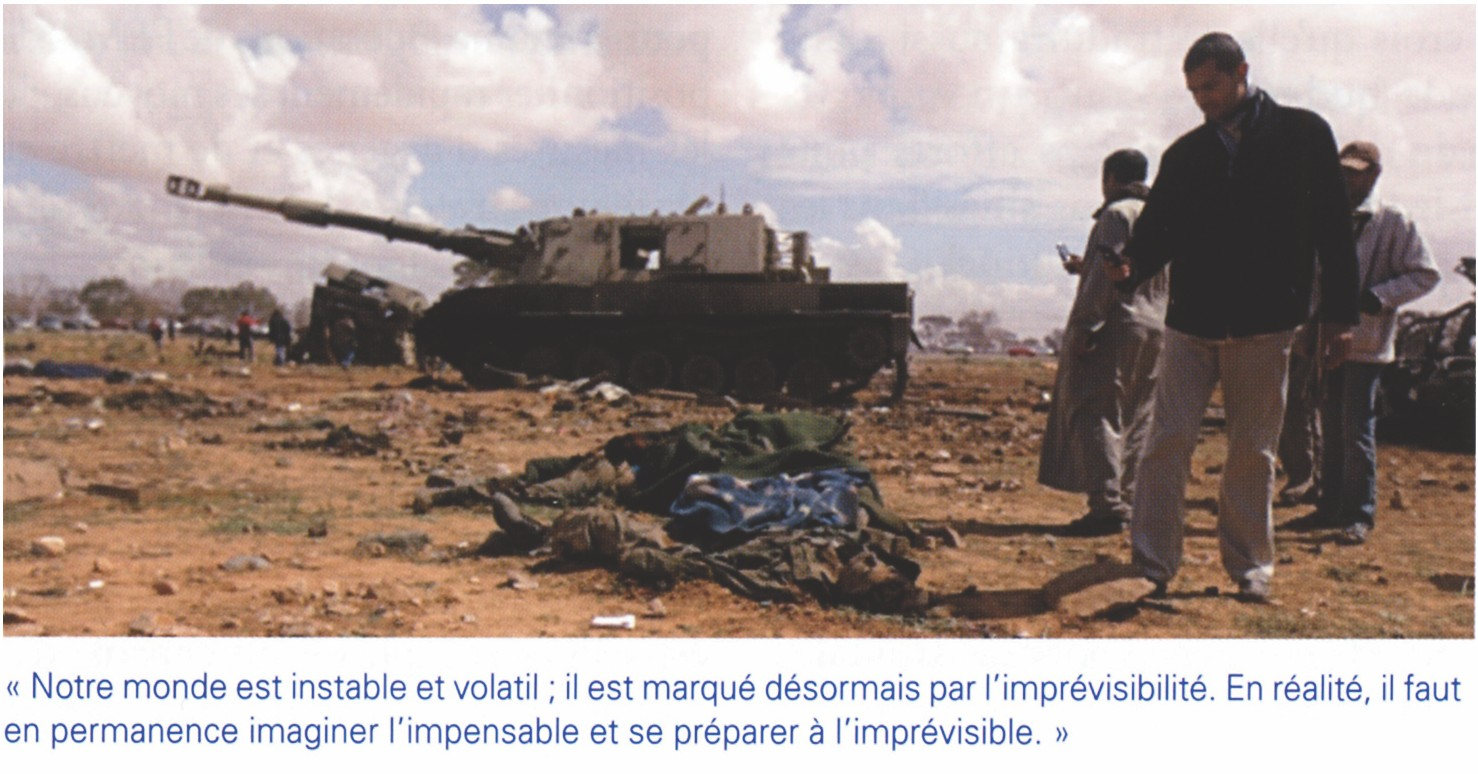 « Notre monde est instable et volatil ; il est marqué désormais par l'imprévisibilité. En réalité, il faut
en permanence imaginer l'impensable et se préparer à l'imprévisible. »